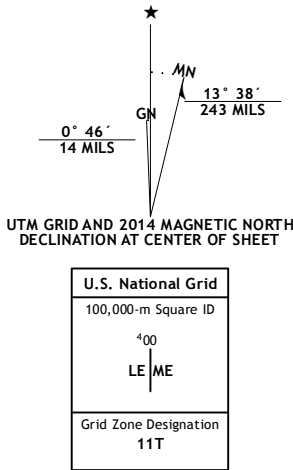 ★
MN
GN
13° 38´
243 MILS
0° 46´
14 MILS
UTM GRID AND 2014 MAGNETIC NORTH
DECLINATION AT CENTER OF SHEET
U.S. National Grid
100,000-m Square ID
⁴00
LE ME
Grid Zone Designation
11T